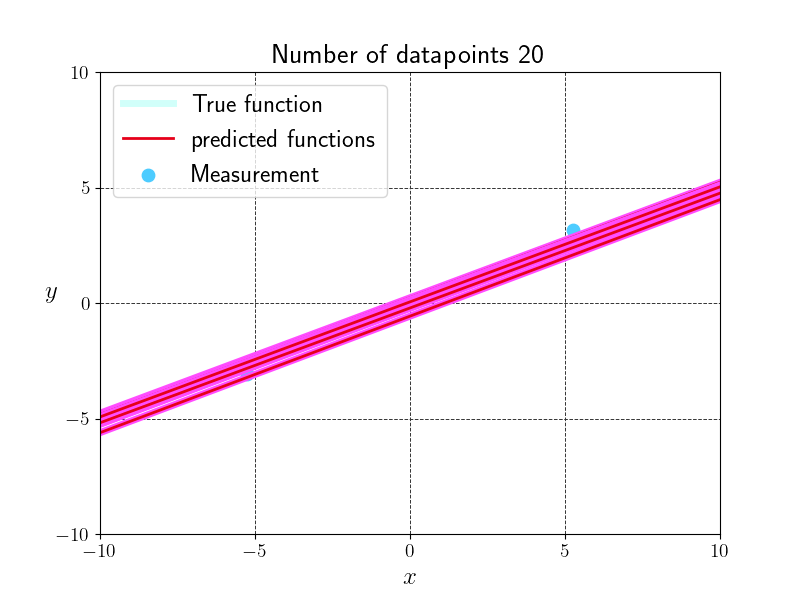 Number of datapoints 20
True function
predicted functions
Measurement
10
5
0
−5
−10
y
−10
−5
0
5
10
x